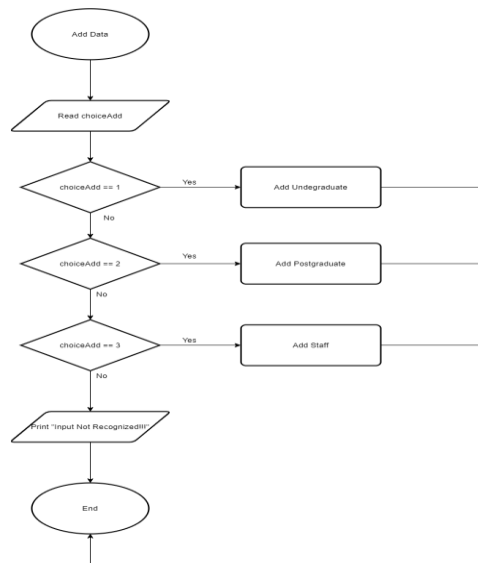 Add Data
Read choiceAdd
choiceAdd == 1
Yes
Add Undegraduate
No
choiceAdd == 2
Yes
Add Postgraduate
No
choiceAdd == 3
Yes
Add Staff
No
Print "Input Not Recognized!!!"
End